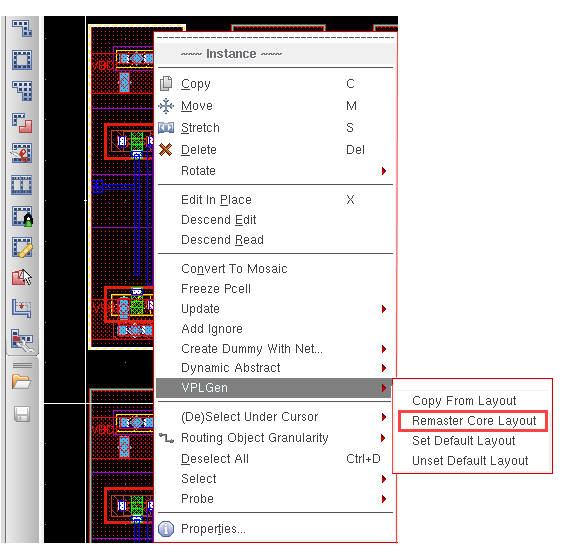 ~~~ Instance ~~~
Copy C
Move M
Stretch S
Delete Del
Rotate
Edit In Place X
Descend Edit
Descend Read
Convert To Mosaic
Freeze Pcell
Update
Add Ignore
Create Dummy With Net...
Dynamic Abstract
VPLGen
Copy From Layout
Remaster Core Layout
Set Default Layout
Unset Default Layout
(De)Select Under Cursor
Routing Object Granularity
Deselect All Ctrl+D
Select
Probe
Properties...